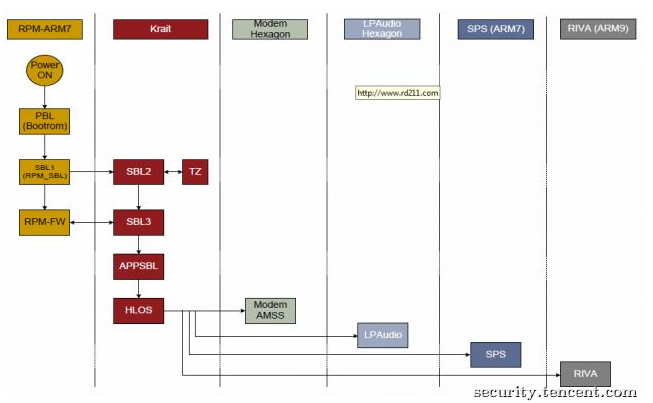 RPM-ARM7
Krait
Modem
Hexagon
LPAudio
Hexagon
SPS (ARM7)
RIVA (ARM9)
Power
ON
http://www.rd211.com
PBL
(Bootrom)
SBL1
(RPM_SBL)
SBL2
TZ
RPM-FW
SBL3
APPSBL
HLOS
Modem
AMSS
LPAudio
SPS
RIVA
security.tencent.com